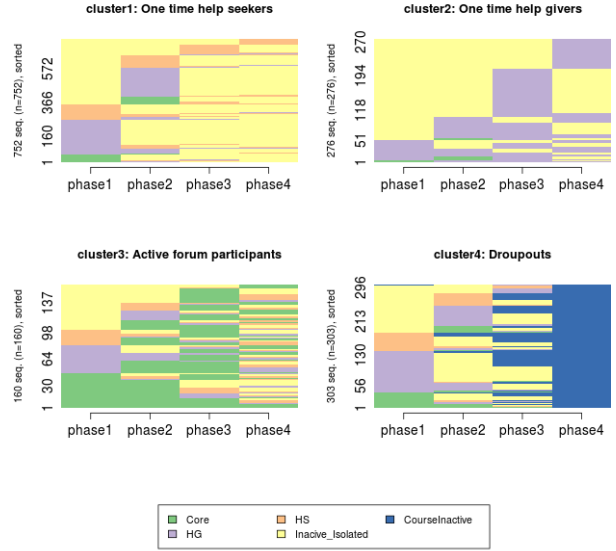 cluster1: One time help seekers
752 seq. (n=752), sorted
1 160 366 572
phase1 phase2 phase3 phase4
cluster2: One time help givers
276 seq. (n=276), sorted
1 51 118 194 270
phase1 phase2 phase3 phase4
cluster3: Active forum participants
160 seq. (n=160), sorted
1 30 64 98 137
phase1 phase2 phase3 phase4
cluster4: Droupouts
303 seq. (n=303), sorted
1 56 130 213 296
phase1 phase2 phase3 phase4
Core HS CourseInactive
HG Inacive_Isolated